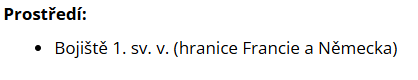 Prostředí:
• Bojiště 1. sv. v. (hranice Francie a Německa)